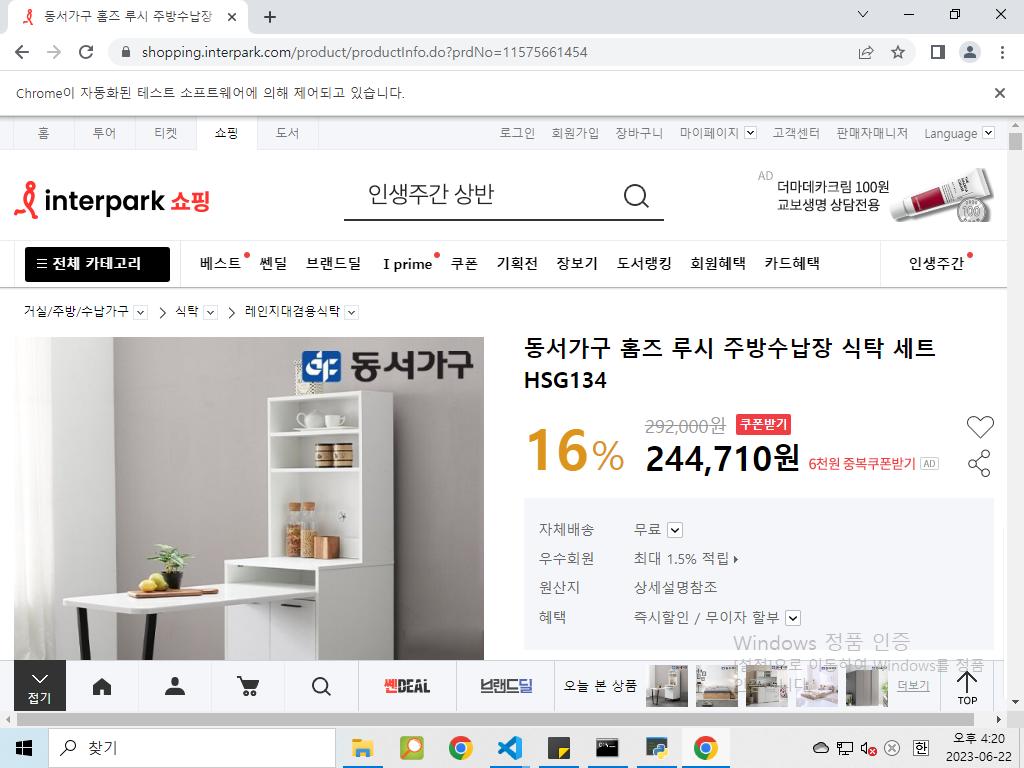 동서가구 홈즈 루시 주방수납장
shopping.interpark.com/product/productInfo.do?prdNo=11575661454
Chrome이 자동화된 테스트 소프트웨어에 의해 제어되고 있습니다.
홈 투어 티켓 쇼핑 도서 로그인 회원가입 장바구니 마이페이지 고객센터 판매자매니저 Language
interpark 쇼핑
인생주간 상반
AD
더마데카크림 100원
교보생명 상담전용
전체 카테고리 베스트 쎈딜 브랜드딜 I prime 쿠폰 기획전 장보기 도서랭킹 회원혜택 카드혜택 인생주간
거실/주방/수납가구 > 식탁 > 레인지대겸용식탁
동서가구
동서가구 홈즈 루시 주방수납장 식탁 세트
HSG134
16%
292,000원 쿠폰받기
244,710원 6천원 중복쿠폰받기 AD
자체배송 무료
우수회원 최대 1.5% 적립
원산지 상세설명참조
혜택 즉시할인 / 무이자 할부
Windows 정품 인증
[설정]으로 이동하여 Windows를 정품
접기
쎈DEAL
브랜드딜
오늘 본 상품
더보기
TOP
찾기
한
오후 4:20
2023-06-22